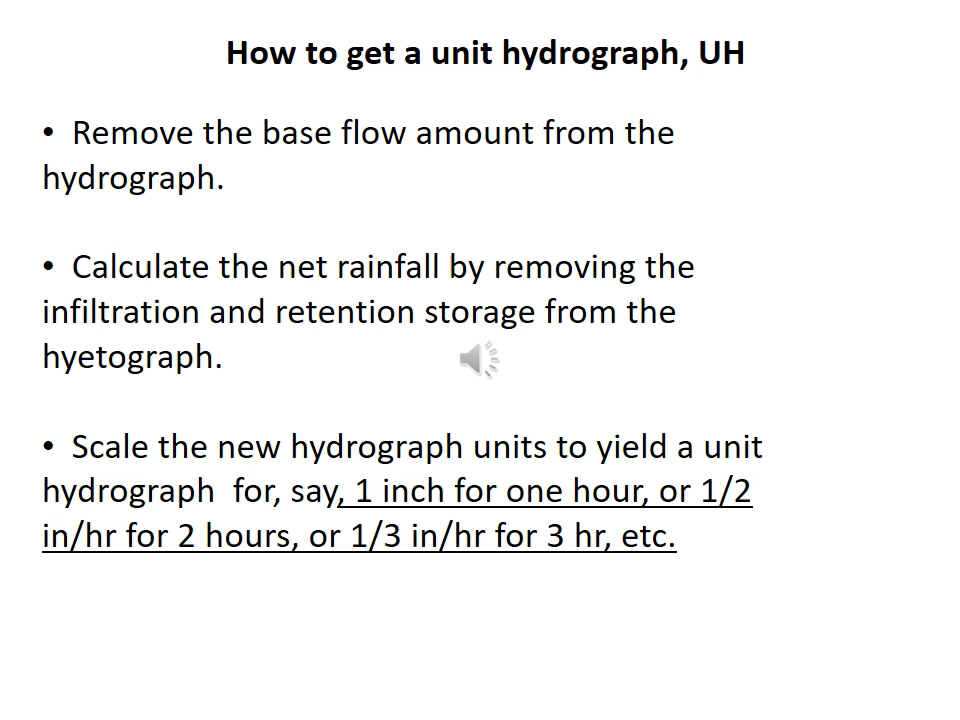 How to get a unit hydrograph, UH
• Remove the base flow amount from the
hydrograph.
• Calculate the net rainfall by removing the
infiltration and retention storage from the
hyetograph.
• Scale the new hydrograph units to yield a unit
hydrograph  for, say, 1 inch for one hour, or 1/2
in/hr for 2 hours, or 1/3 in/hr for 3 hr, etc.